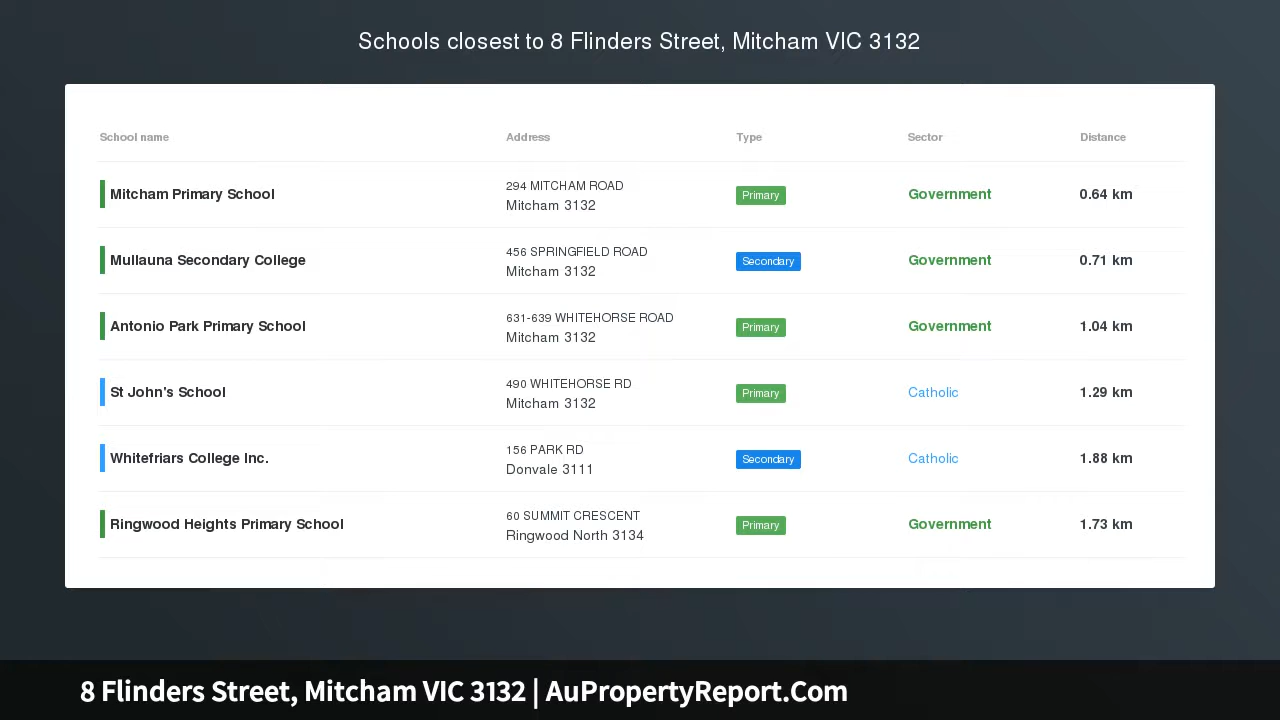 Schools closest to 8 Flinders Street, Mitcham VIC 3132
School name Address Type Sector Distance
Mitcham Primary School 294 MITCHAM ROAD Primary Government 0.64 km
Mitcham 3132
Mullauna Secondary College 456 SPRINGFIELD ROAD Secondary Government 0.71 km
Mitcham 3132
Antonio Park Primary School 631-639 WHITEHORSE ROAD Primary Government 1.04 km
Mitcham 3132
St John's School 490 WHITEHORSE RD Primary Catholic 1.29 km
Mitcham 3132
Whitefriars College Inc. 156 PARK RD Secondary Catholic 1.88 km
Donvale 3111
Ringwood Heights Primary School 60 SUMMIT CRESCENT Primary Government 1.73 km
Ringwood North 3134
8 Flinders Street, Mitcham VIC 3132 | AuPropertyReport.Com